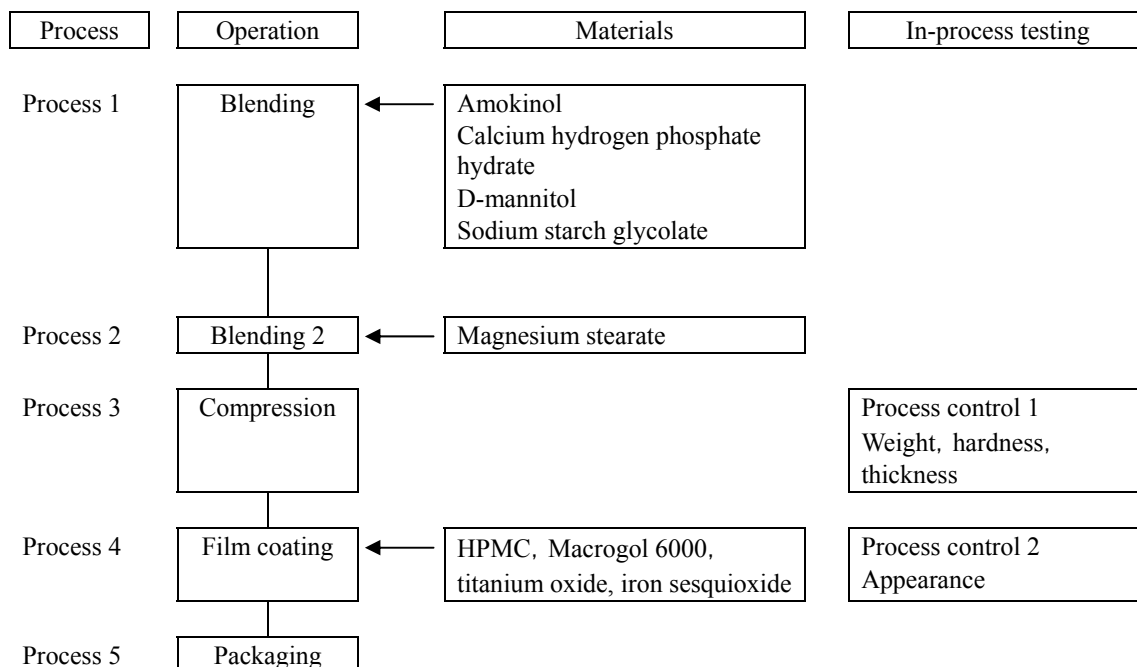 Process Operation Materials In-process testing
Process 1 Blending Amokinol
Calcium hydrogen phosphate
hydrate
D-mannitol
Sodium starch glycolate
Process 2 Blending 2 Magnesium stearate
Process 3 Compression Process control 1
Weight, hardness,
thickness
Process 4 Film coating HPMC, Macrogol 6000, Process control 2
titanium oxide, iron sesquioxide Appearance
Process 5 Packaging